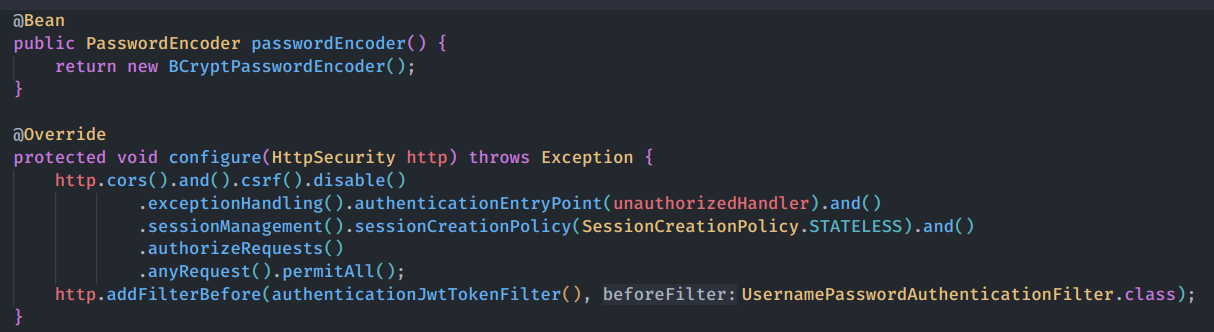 @Bean
public PasswordEncoder passwordEncoder() {
    return new BCryptPasswordEncoder();
}

@Override
protected void configure(HttpSecurity http) throws Exception {
    http.cors().and().csrf().disable()
            .exceptionHandling().authenticationEntryPoint(unauthorizedHandler).and()
            .sessionManagement().sessionCreationPolicy(SessionCreationPolicy.STATELESS).and()
            .authorizeRequests()
            .anyRequest().permitAll();
    http.addFilterBefore(authenticationJwtTokenFilter(), beforeFilter: UsernamePasswordAuthenticationFilter.class);
}